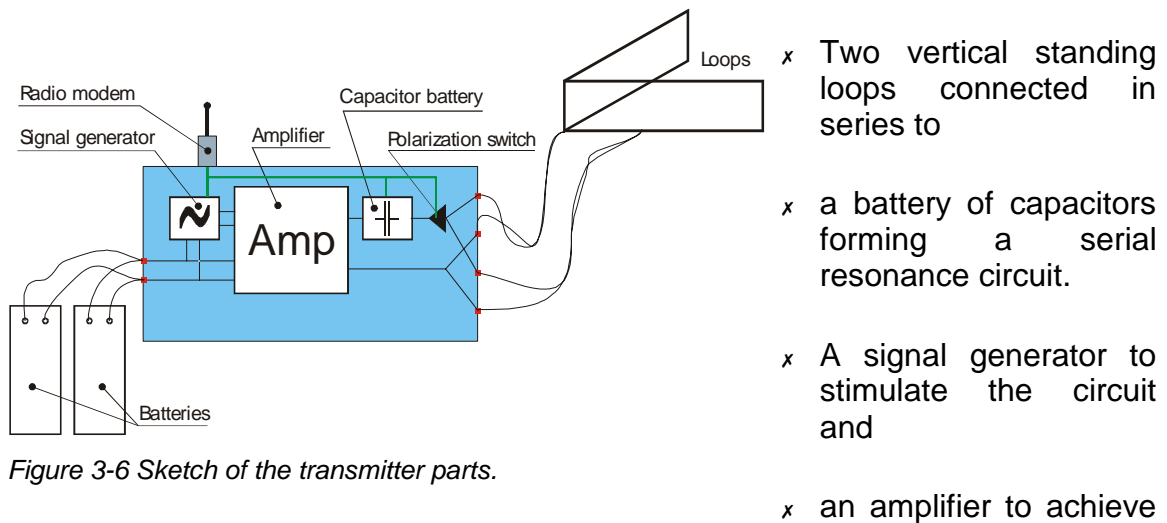 Radio modem
Signal generator
Amplifier
Capacitor battery
Polarization switch
Loops
Amp
Batteries
Figure 3-6 Sketch of the transmitter parts.
✗ Two vertical standing
loops connected in
series to
✗ a battery of capacitors
forming a serial
resonance circuit.
✗ A signal generator to
stimulate the circuit
and
✗ an amplifier to achieve